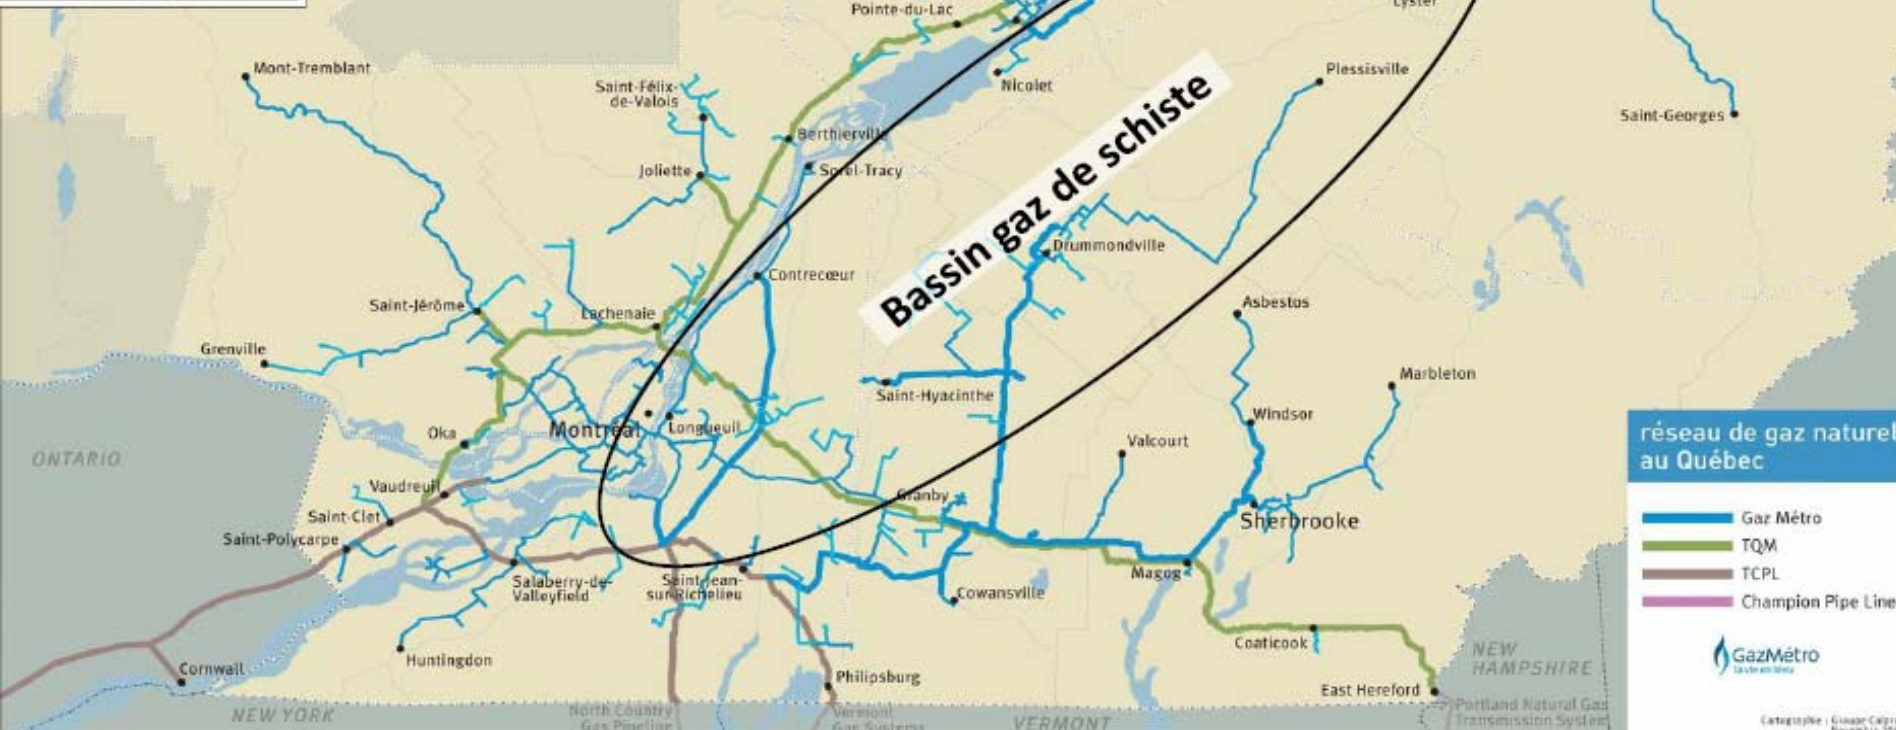 Pointe-du-Lac
Lyster
Mont-Tremblant
Saint-Félix-
de-Valois
Nicolet
Plessisville
Saint-Georges
Berthierville
Joliette
Sorel-Tracy
Bassin gaz de schiste
Drummondville
Contrecœur
Saint-Jérôme
Lachenaie
Asbestos
Grenville
Marbleton
Saint-Hyacinthe
Windsor
Oka
Montréal
Longueuil
Valcourt
ONTARIO
réseau de gaz naturel
au Québec
Vaudreuil
Granby
Saint-Clet
Sherbrooke
Gaz Métro
Saint-Polycarpe
TQM
Magog
TCPL
Salaberry-de-
Valleyfield
Saint-Jean-
sur-Richelieu
Cowansville
Champion Pipe Line
Coaticook
Huntingdon
NEW
HAMPSHIRE
GazMétro
la vie en bleu
Cornwall
Philipsburg
East Hereford
NEW YORK
North Country
Gas Pipeline
Vermont
Gas Systems
VERMONT
Portland Natural Gas
Transmission System